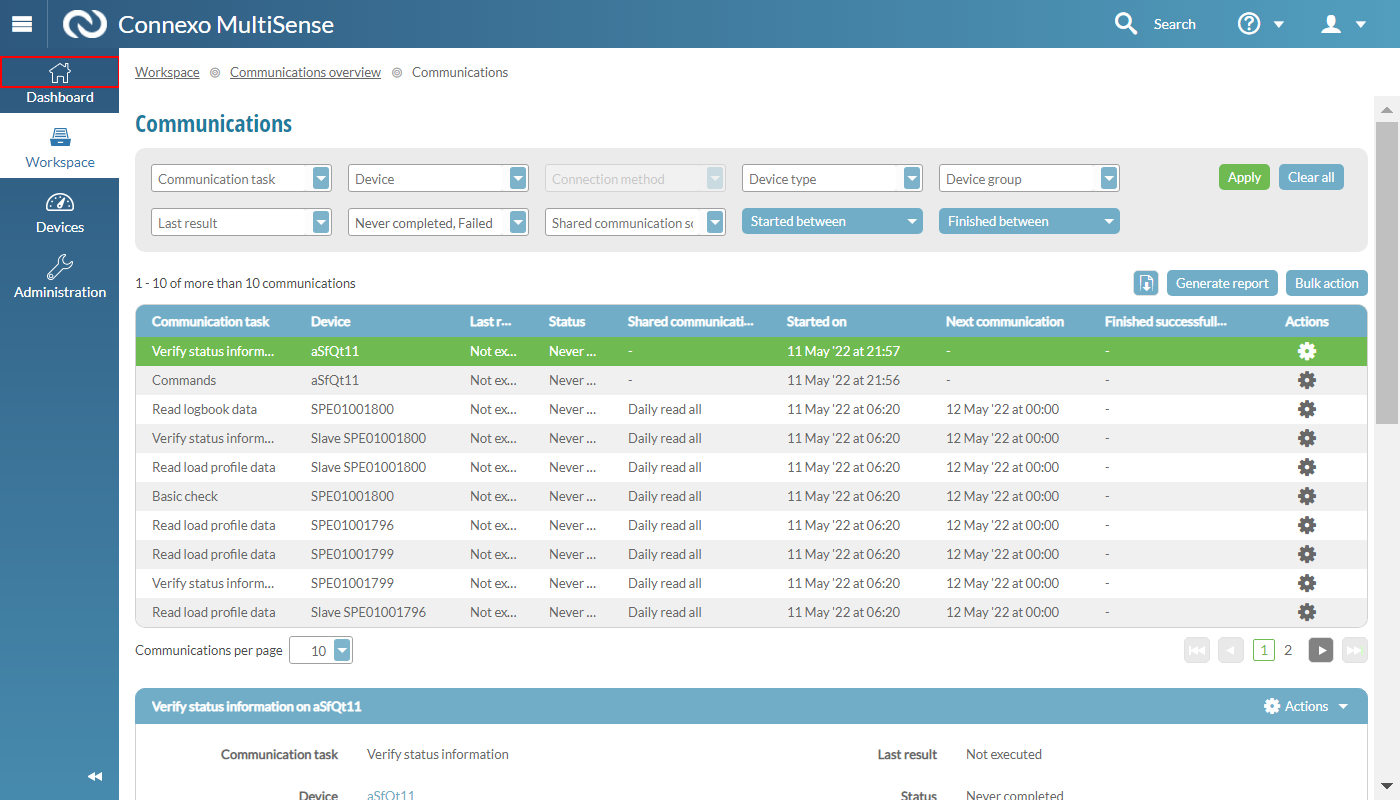 Connexo MultiSense
Search
Dashboard
Workspace
Devices
Administration
Workspace Communications overview Communications
Communications
Communication task Device Connection method Device type Device group Apply Clear all
Last result Never completed, Failed Shared communication sc Started between Finished between
1 - 10 of more than 10 communications Generate report Bulk action
Communication task Device Last r... Status Shared communicati... Started on Next communication Finished successfull... Actions
Verify status inform... aSfQt11 Not ex... Never ... - 11 May '22 at 21:57 - -
Commands aSfQt11 Not ex... Never ... - 11 May '22 at 21:56 - -
Read logbook data SPE01001800 Not ex... Never ... Daily read all 11 May '22 at 06:20 12 May '22 at 00:00 -
Verify status inform... Slave SPE01001800 Not ex... Never ... Daily read all 11 May '22 at 06:20 12 May '22 at 00:00 -
Read load profile data Slave SPE01001800 Not ex... Never ... Daily read all 11 May '22 at 06:20 12 May '22 at 00:00 -
Basic check SPE01001800 Not ex... Never ... Daily read all 11 May '22 at 06:20 12 May '22 at 00:00 -
Read load profile data SPE01001796 Not ex... Never ... Daily read all 11 May '22 at 06:20 12 May '22 at 00:00 -
Read load profile data SPE01001799 Not ex... Never ... Daily read all 11 May '22 at 06:20 12 May '22 at 00:00 -
Verify status inform... SPE01001799 Not ex... Never ... Daily read all 11 May '22 at 06:20 12 May '22 at 00:00 -
Read load profile data Slave SPE01001796 Not ex... Never ... Daily read all 11 May '22 at 06:20 12 May '22 at 00:00 -
Communications per page 10 1 2
Verify status information on aSfQt11 Actions
Communication task Verify status information Last result Not executed
Device aSfQt11 Status Never completed